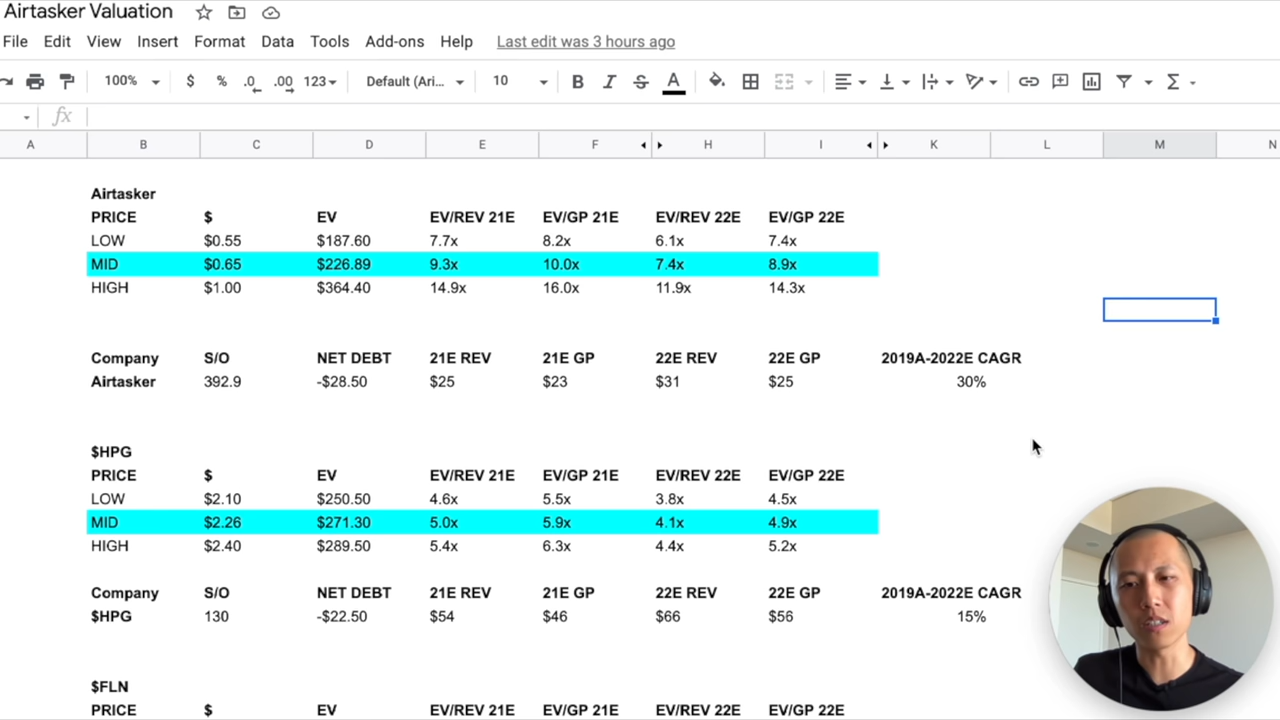 Airtasker Valuation
File Edit View Insert Format Data Tools Add-ons Help Last edit was 3 hours ago
100% $ % .0 .00 123 Default (Ari... 10 B I S A Σ
fx
A B C D E F H I K L M N
Airtasker
PRICE $ EV EV/REV 21E EV/GP 21E EV/REV 22E EV/GP 22E
LOW $0.55 $187.60 7.7x 8.2x 6.1x 7.4x
MID $0.65 $226.89 9.3x 10.0x 7.4x 8.9x
HIGH $1.00 $364.40 14.9x 16.0x 11.9x 14.3x
Company S/O NET DEBT 21E REV 21E GP 22E REV 22E GP 2019A-2022E CAGR
Airtasker 392.9 -$28.50 $25 $23 $31 $25 30%
$HPG
PRICE $ EV EV/REV 21E EV/GP 21E EV/REV 22E EV/GP 22E
LOW $2.10 $250.50 4.6x 5.5x 3.8x 4.5x
MID $2.26 $271.30 5.0x 5.9x 4.1x 4.9x
HIGH $2.40 $289.50 5.4x 6.3x 4.4x 5.2x
Company S/O NET DEBT 21E REV 21E GP 22E REV 22E GP 2019A-2022E CAGR
$HPG 130 -$22.50 $54 $46 $66 $56 15%
$FLN
PRICE $ EV EV/REV 21E EV/GP 21E EV/REV 22E EV/GP 22E